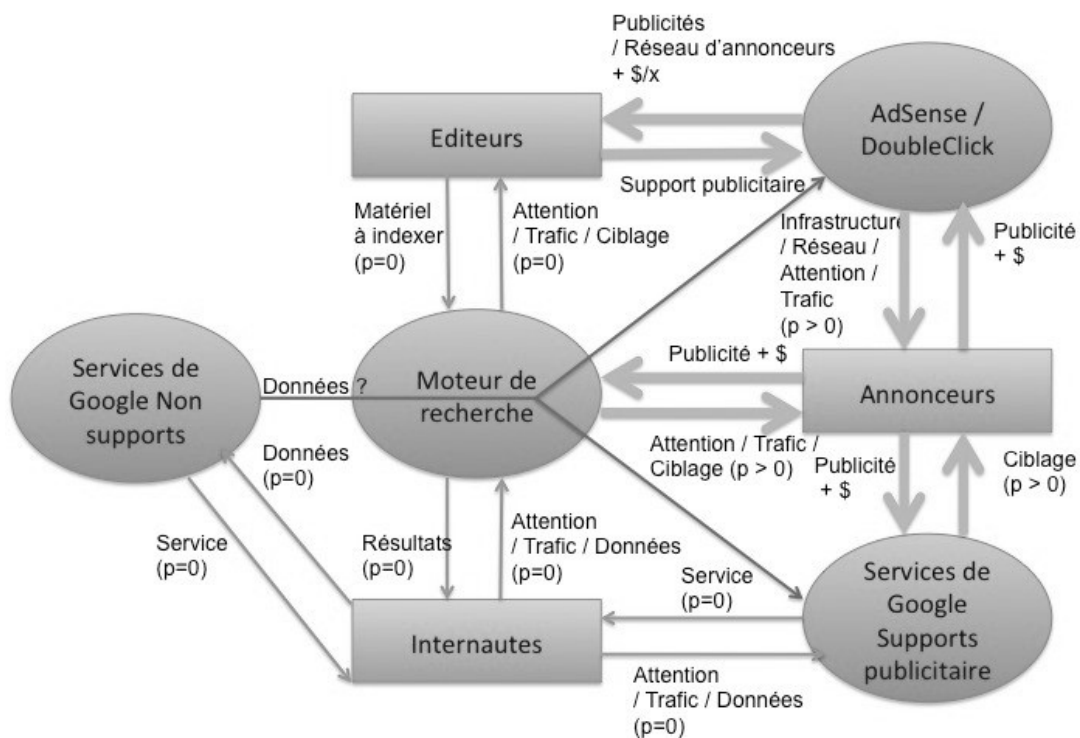 Publicités
/ Réseau d'annonceurs
+ $/x
Editeurs
AdSense /
DoubleClick
Support publicitaire
Matériel
à indexer
(p=0)
Attention
/ Trafic / Ciblage
(p=0)
Infrastructure
/ Réseau /
Attention /
Trafic
(p > 0)
Publicité
+ $
Services de
Google Non
supports
Données ?
Moteur de
recherche
Publicité + $
Annonceurs
Attention / Trafic /
Ciblage (p > 0)
Données
(p=0)
Publicité
+ $
Ciblage
(p > 0)
Service
(p=0)
Résultats
(p=0)
Attention
/ Trafic / Données
(p=0)
Service
(p=0)
Services de
Google
Supports
publicitaire
Internautes
Attention
/ Trafic / Données
(p=0)